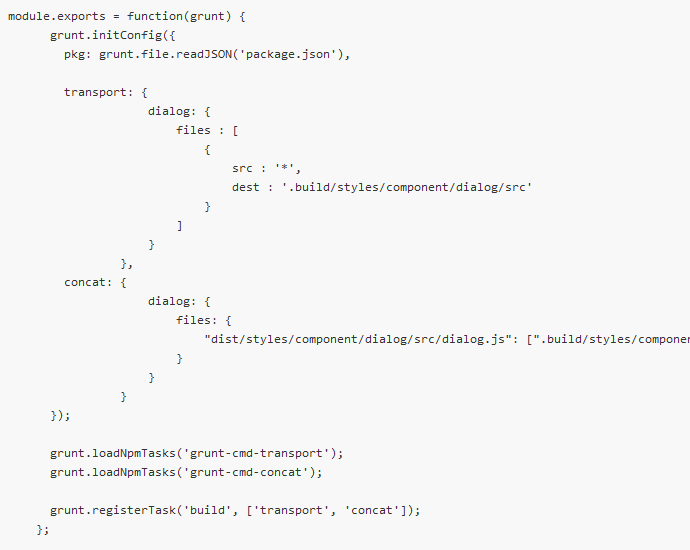 module.exports = function(grunt) {
      grunt.initConfig({
        pkg: grunt.file.readJSON('package.json'),

        transport: {
                    dialog: {
                        files : [
                            {
                                src : '*',
                                dest : '.build/styles/component/dialog/src'
                            }
                        ]
                    }
                },
        concat: {
                    dialog: {
                        files: {
                            "dist/styles/component/dialog/src/dialog.js": [".build/styles/compone
                        }
                    }
                }
      });

      grunt.loadNpmTasks('grunt-cmd-transport');
      grunt.loadNpmTasks('grunt-cmd-concat');

      grunt.registerTask('build', ['transport', 'concat']);
    };